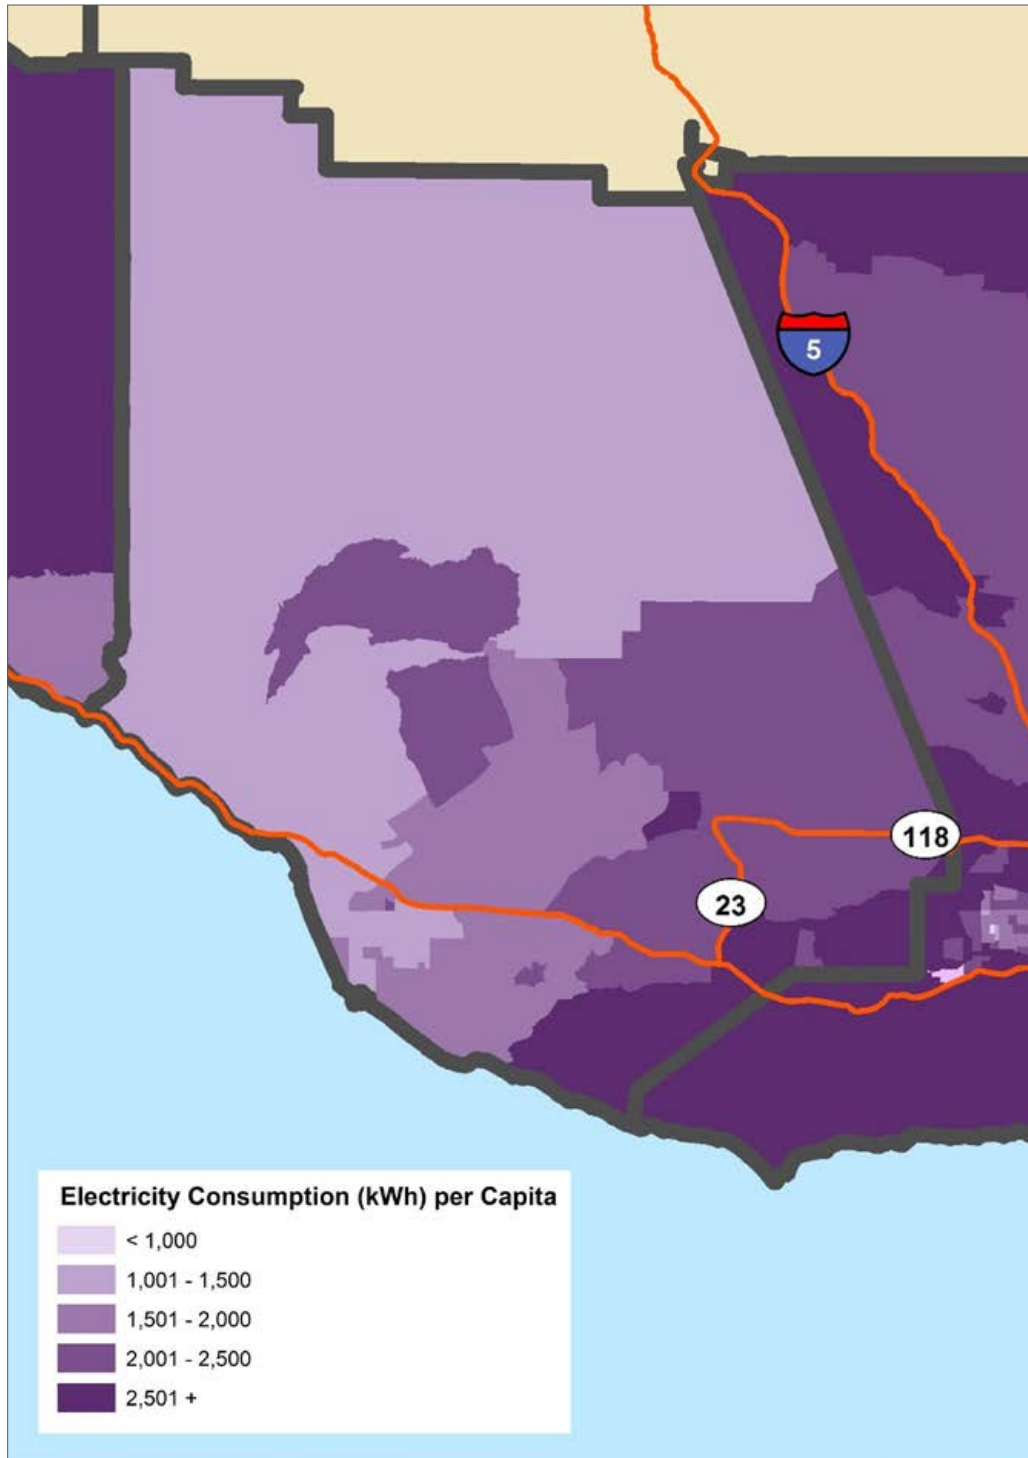 5
118
23
Electricity Consumption (kWh) per Capita
< 1,000
1,001 - 1,500
1,501 - 2,000
2,001 - 2,500
2,501 +